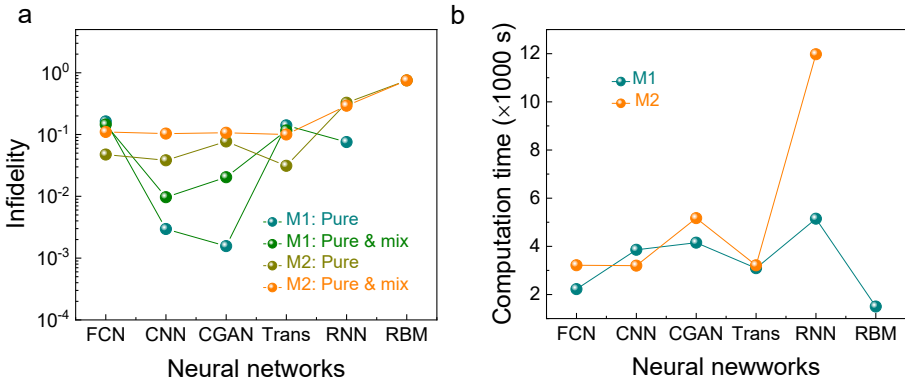 a
Infidelity
10⁰
10⁻¹
10⁻²
10⁻³
10⁻⁴
M1: Pure
M1: Pure & mix
M2: Pure
M2: Pure & mix
FCN CNN CGAN Trans RNN RBM
Neural networks
b
Computation time (×1000 s)
12
10
8
6
4
2
M1
M2
FCN CNN CGAN Trans RNN RBM
Neural newworks